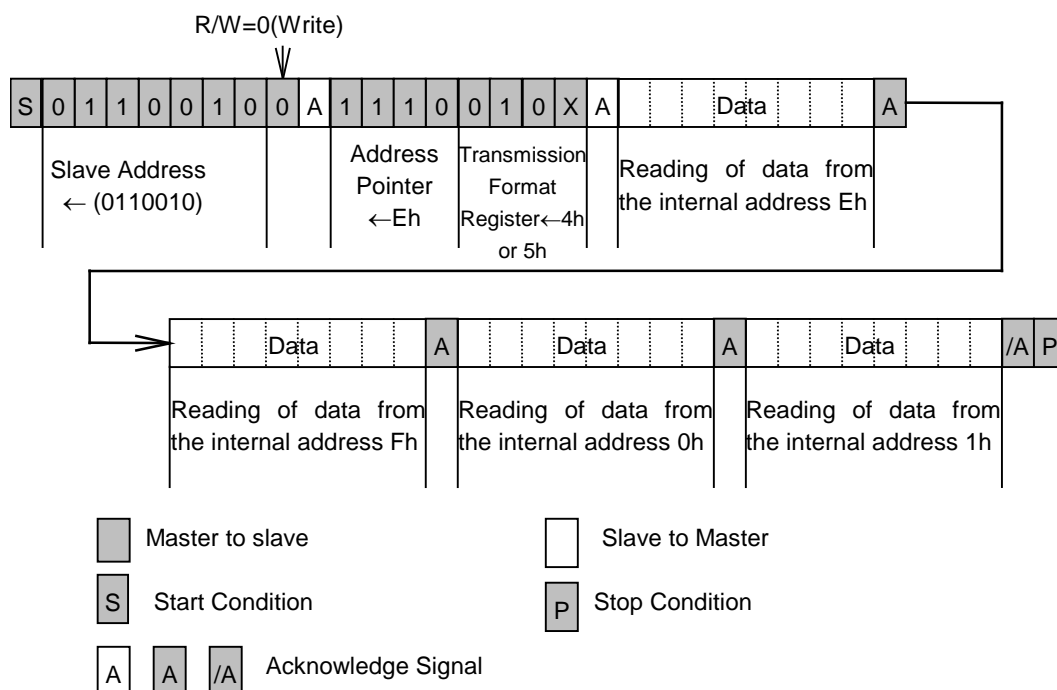 R/W=0(Write)
S 0 1 1 0 0 1 0 0 A 1 1 1 0 0 1 0 X A Data A
Slave Address
← (0110010)
Address
Pointer
←Eh
Transmission
Format
Register←4h
or 5h
Reading of data from
the internal address Eh
Data A Data A Data /A P
Reading of data from
the internal address Fh
Reading of data from
the internal address 0h
Reading of data from
the internal address 1h
Master to slave
Slave to Master
S Start Condition
P Stop Condition
A A /A Acknowledge Signal